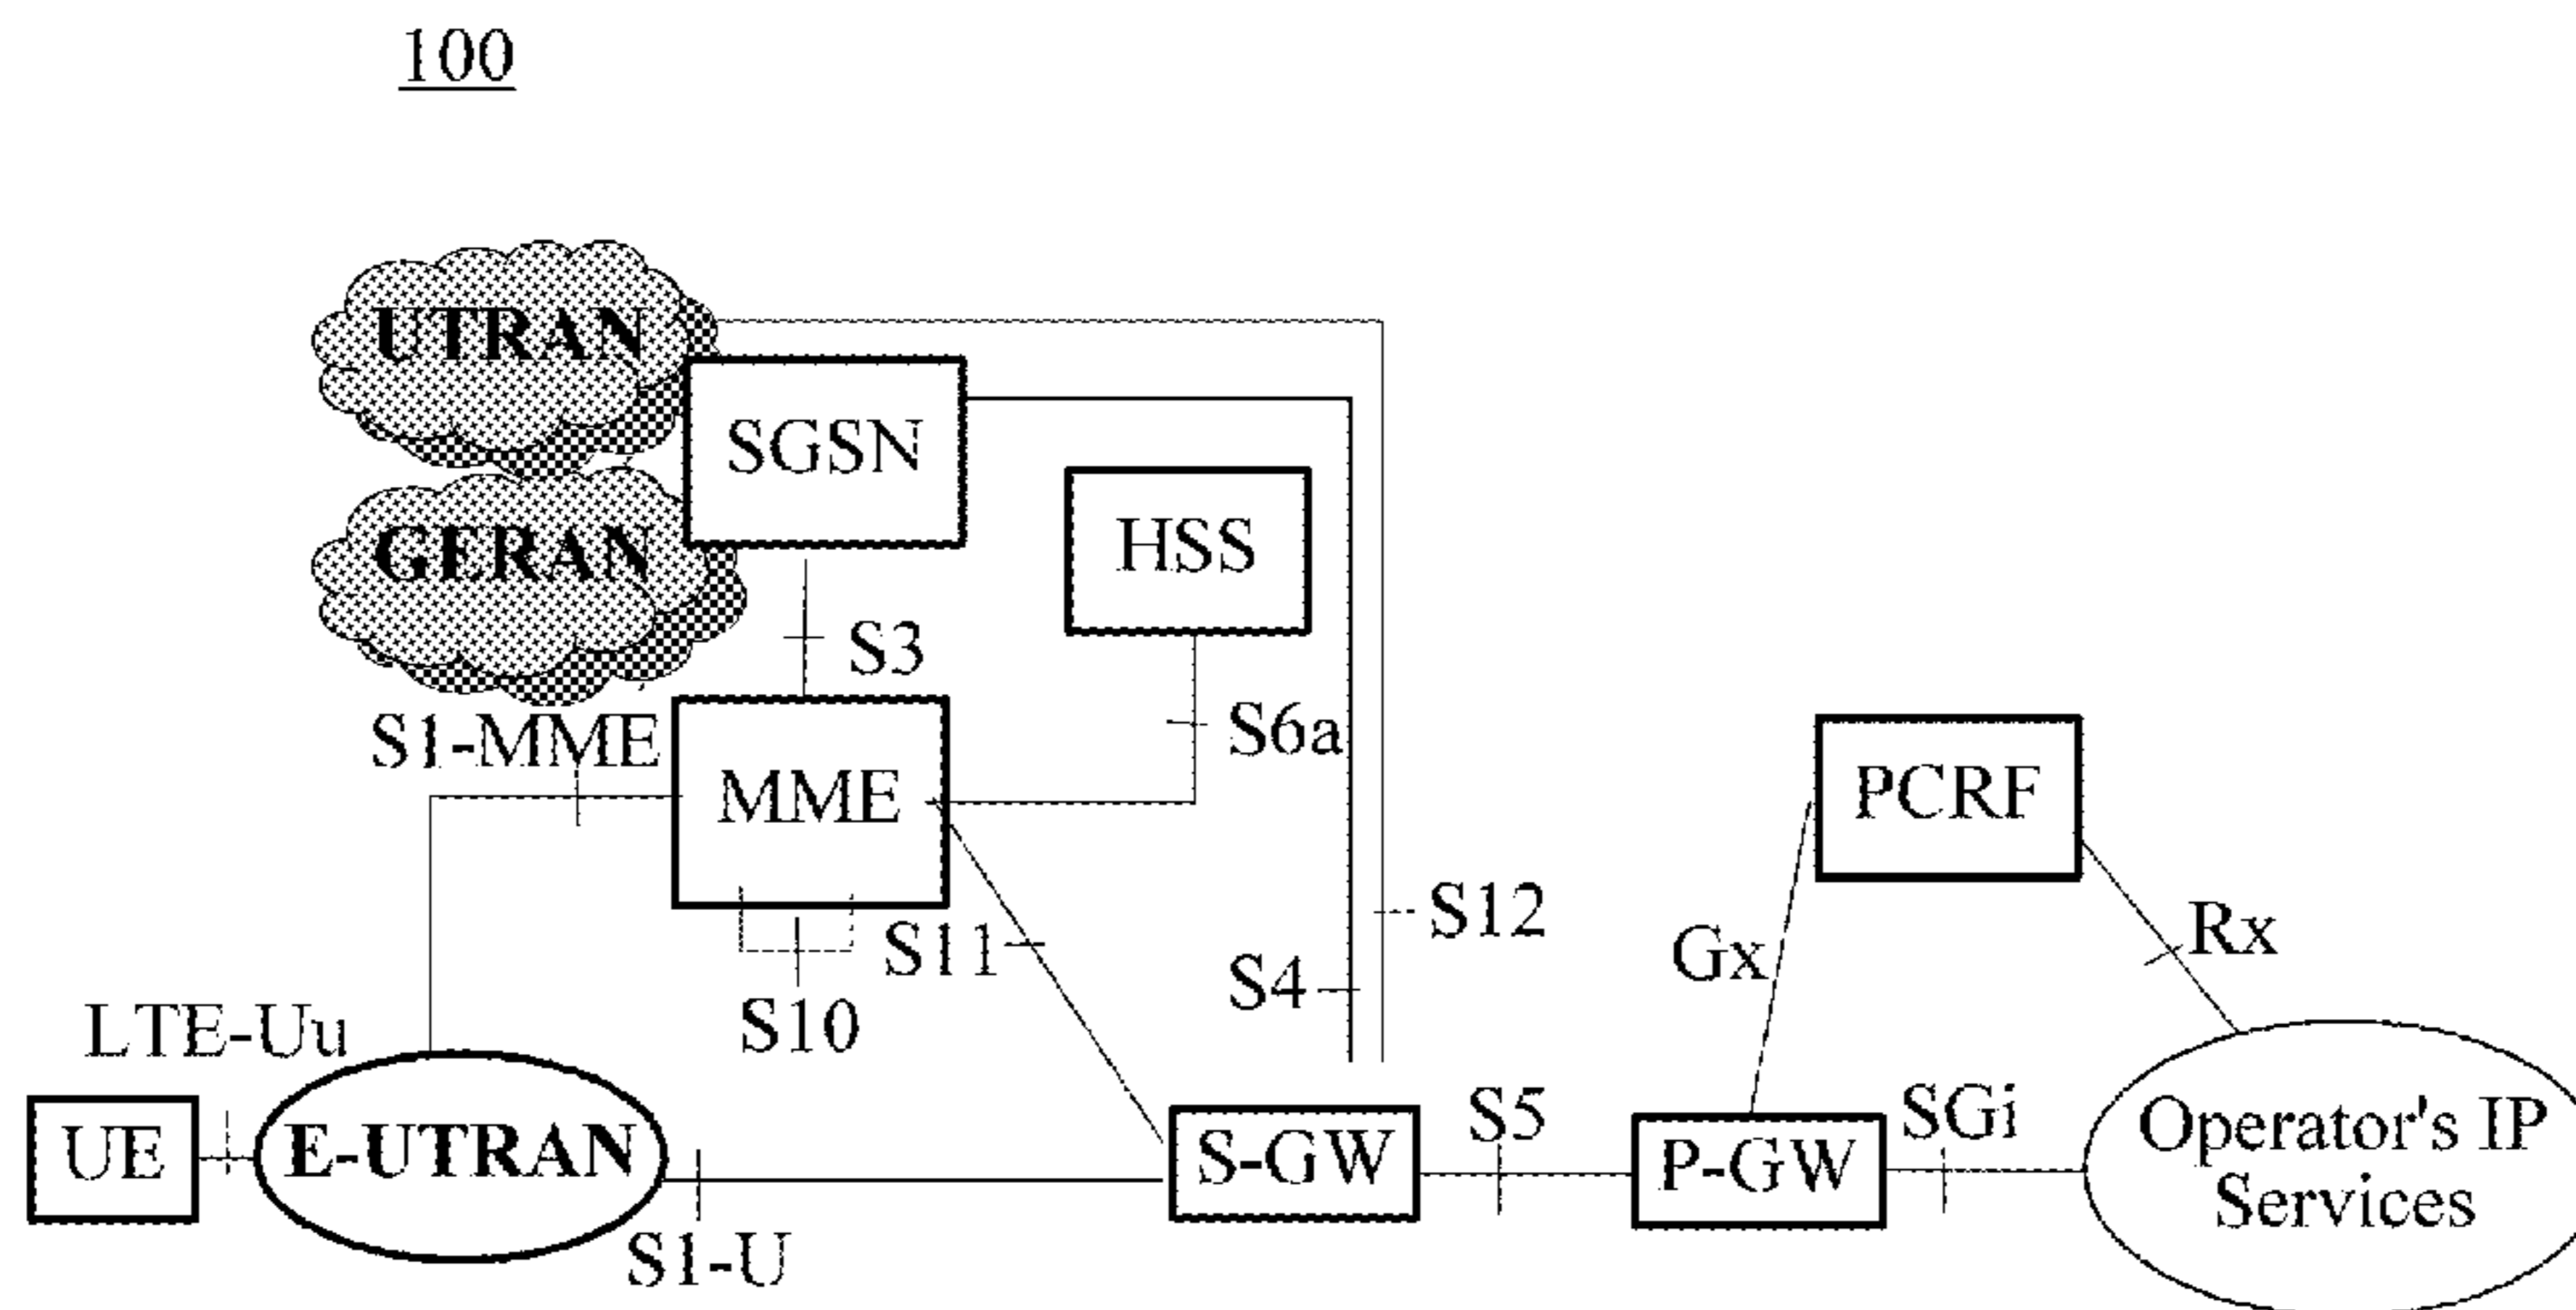 100
UTRAN
SGSN
GERAN
HSS
S3
S6a
S1-MME
MME
PCRF
S12
S11
Rx
Gx
S4
S10
LTE-Uu
UE
E-UTRAN
S-GW
S5
P-GW
SGi
Operator's IP
Services
S1-U